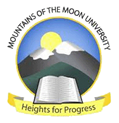 MOUNTAINS OF THE MOON UNIVERSITY
Heights for Progress